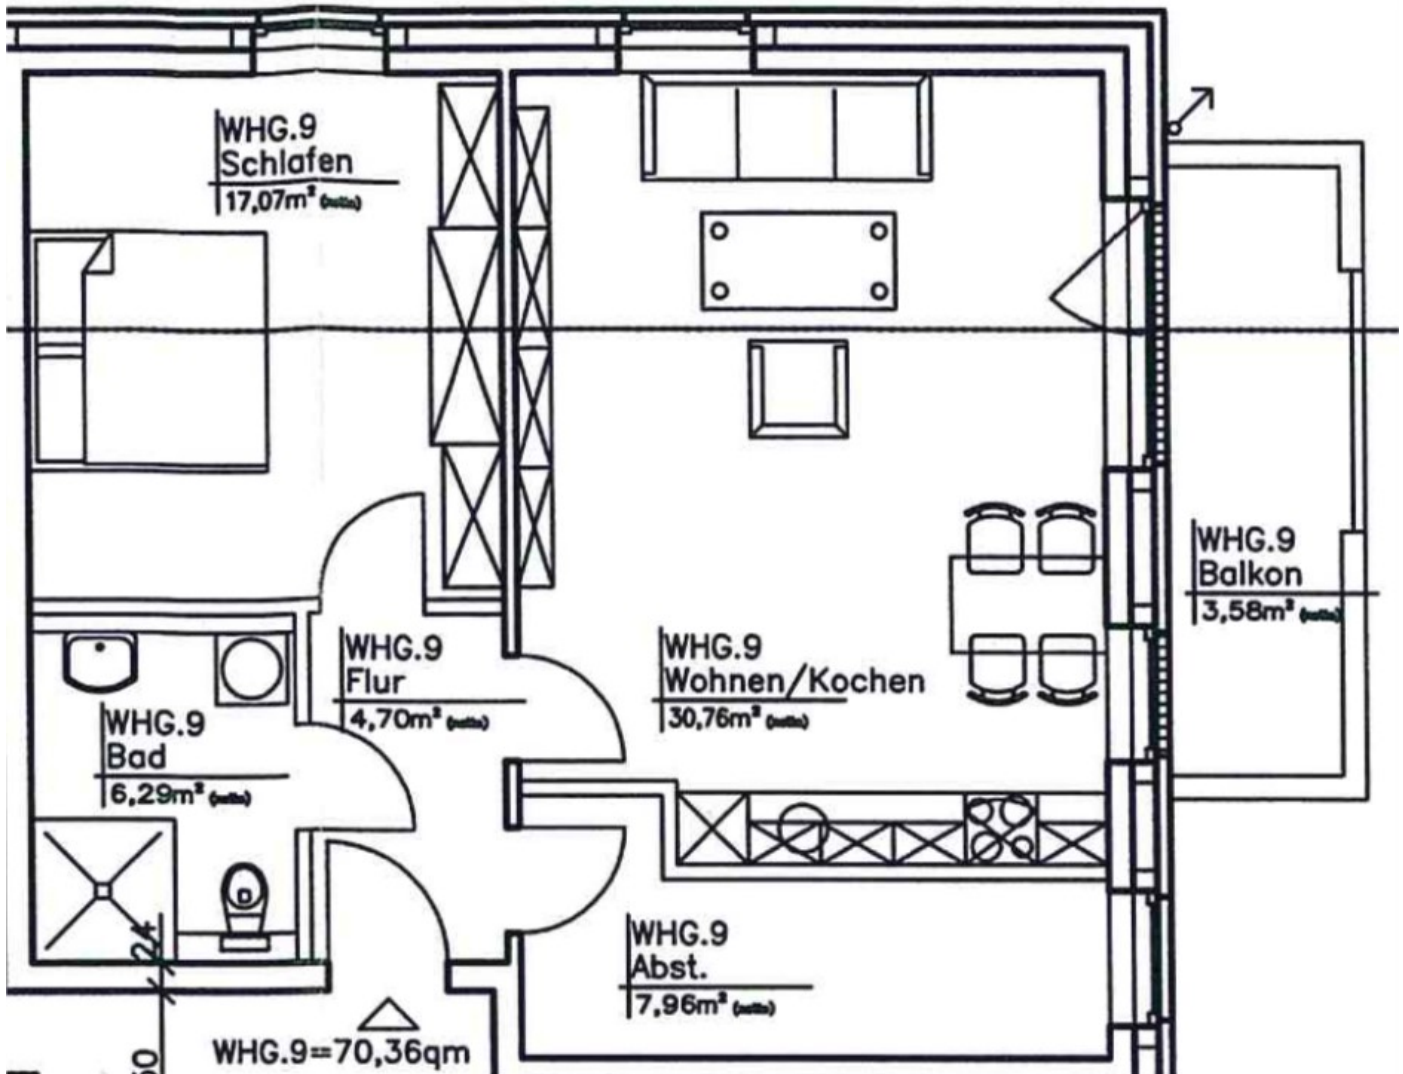 WHG.9
Schlafen
17,07m²
WHG.9
Flur
4,70m²
WHG.9
Wohnen/Kochen
30,76m²
WHG.9
Balkon
3,58m²
WHG.9
Bad
6,29m²
WHG.9
Abst.
7,96m²
24
WHG.9=70,36qm